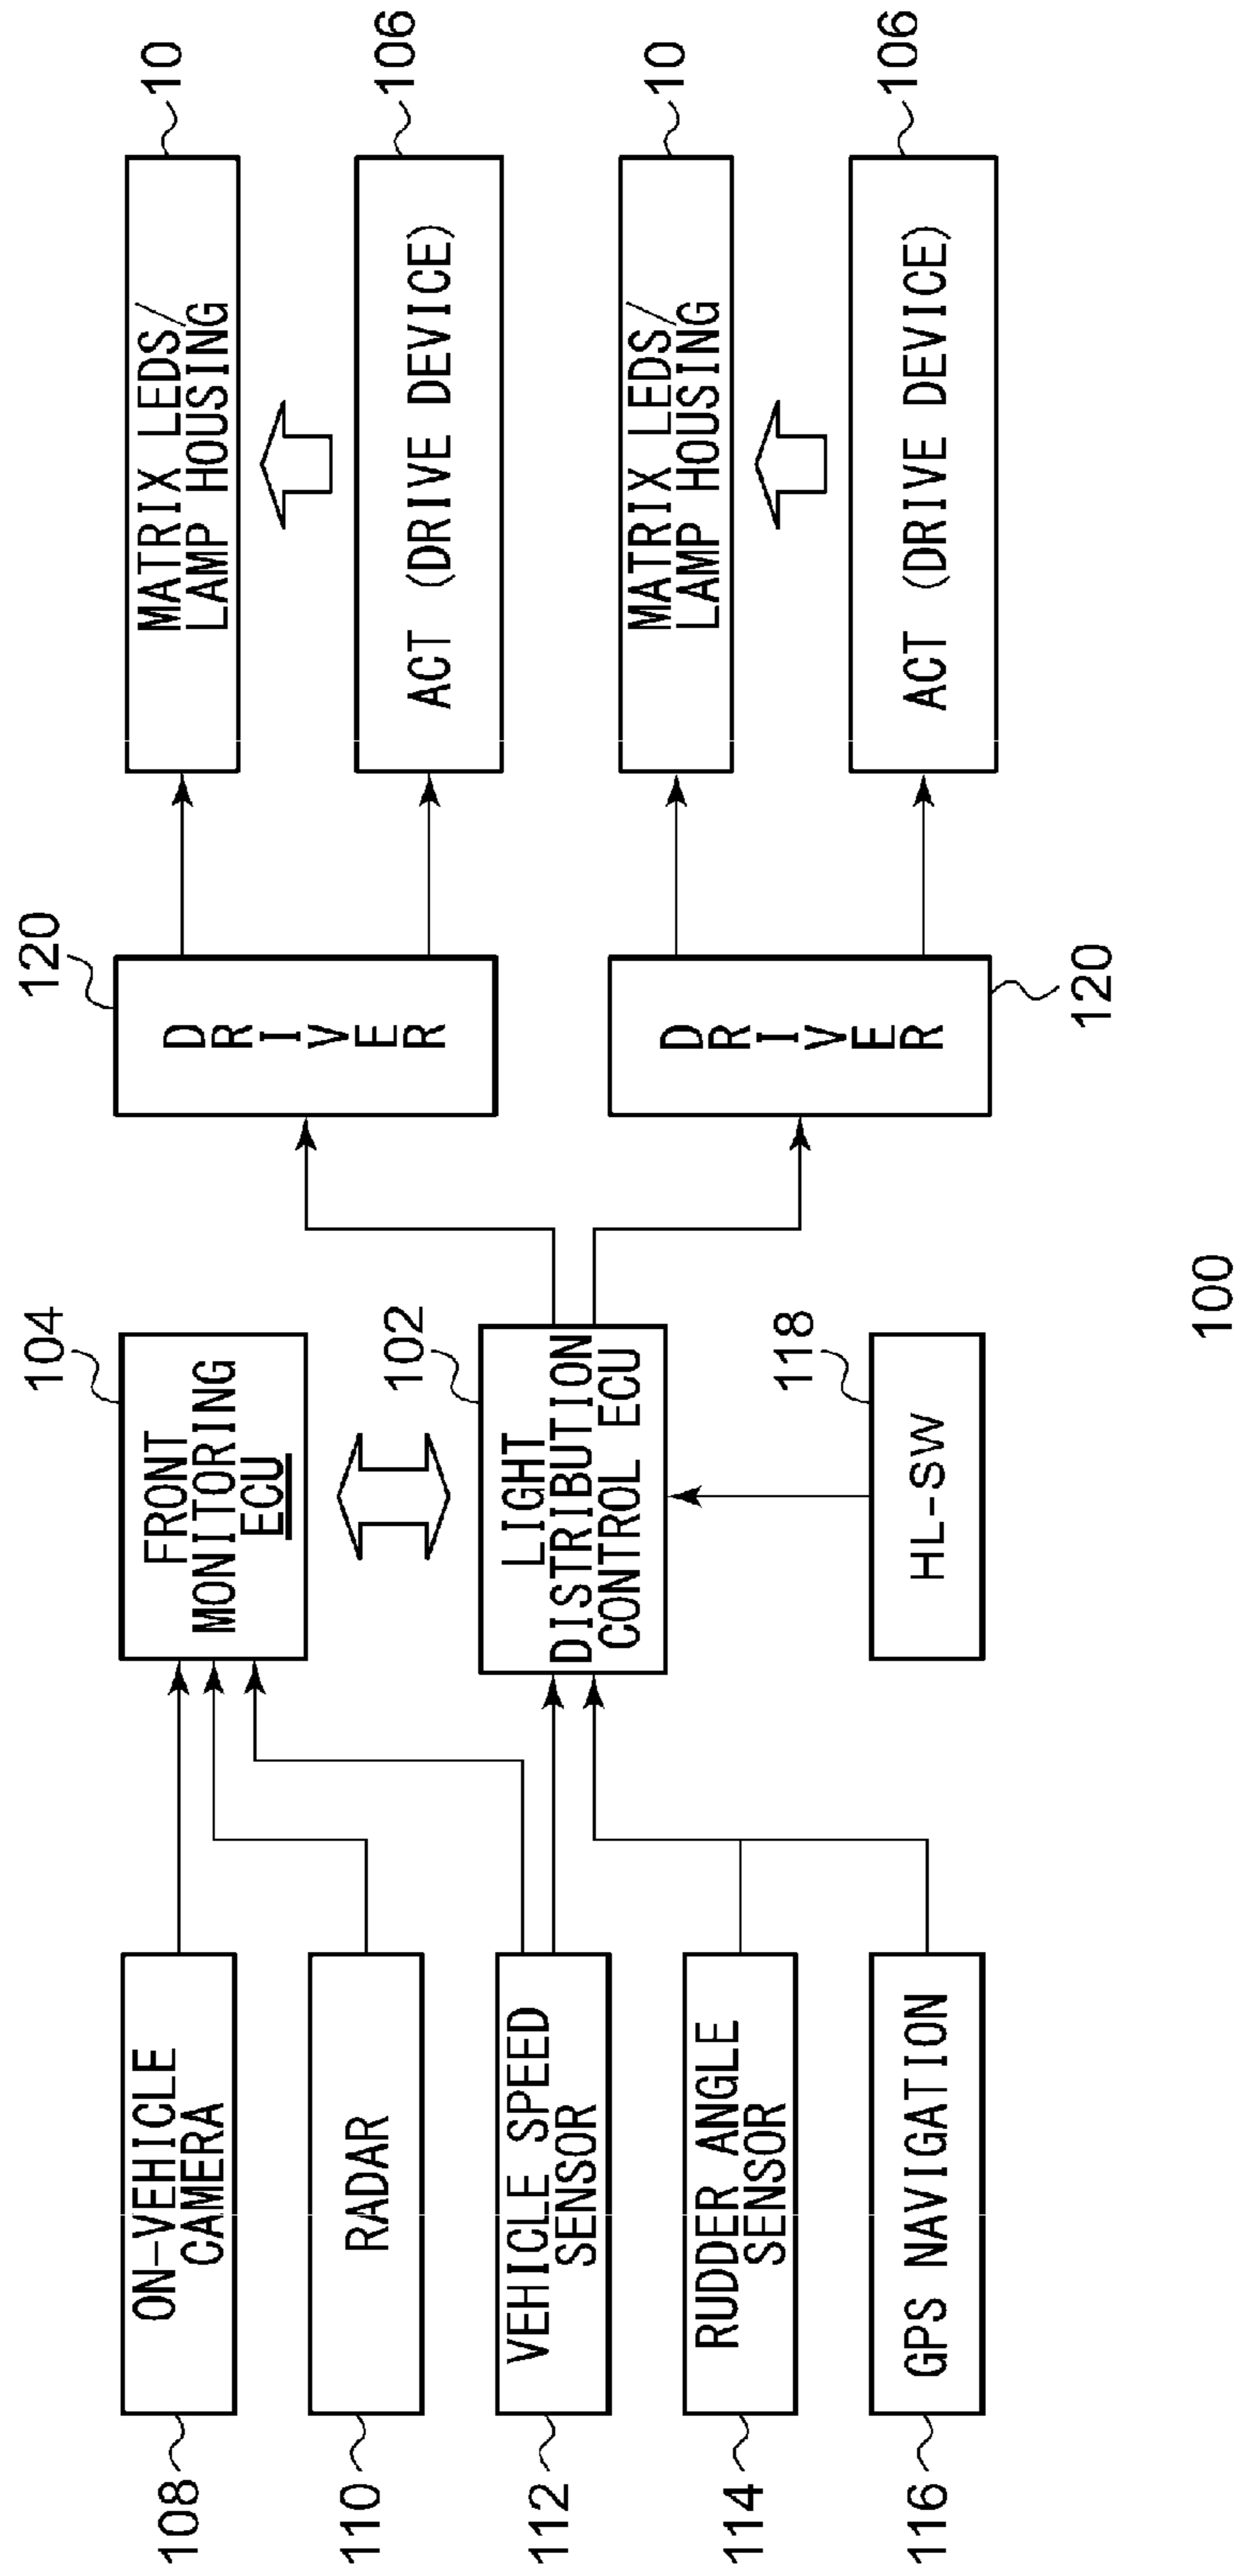 108
ON-VEHICLE
CAMERA
110
RADAR
112
VEHICLE SPEED
SENSOR
114
RUDDER ANGLE
SENSOR
116
GPS NAVIGATION
104
FRONT
MONITORING
ECU
102
LIGHT
DISTRIBUTION
CONTROL ECU
118
HL-SW
120
DRIVER
DRIVER
120
MATRIX LEDS/
LAMP HOUSING
10
ACT (DRIVE DEVICE)
106
MATRIX LEDS/
LAMP HOUSING
10
ACT (DRIVE DEVICE)
106
100